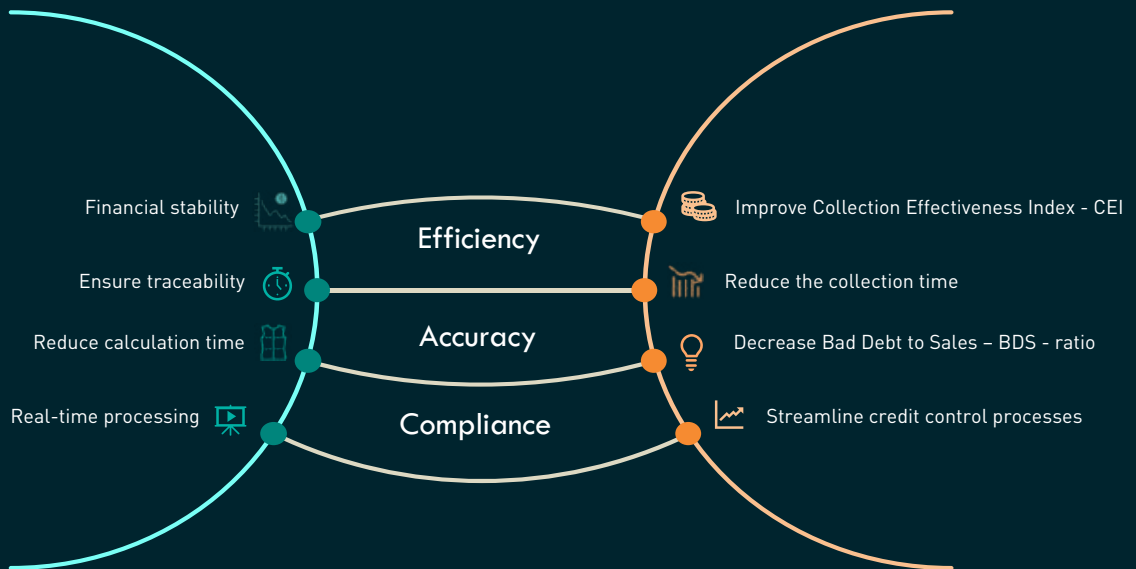 Financial stability
Ensure traceability
Reduce calculation time
Real-time processing
Efficiency
Accuracy
Compliance
Improve Collection Effectiveness Index - CEI
Reduce the collection time
Decrease Bad Debt to Sales – BDS - ratio
Streamline credit control processes